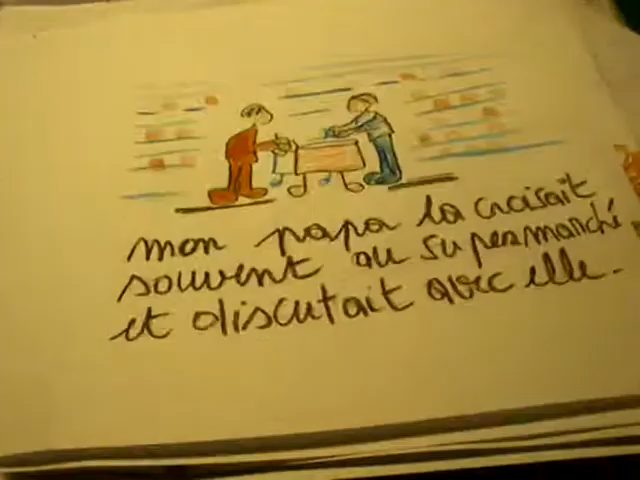 mon papa la croisait
souvent au supermarché
et discutait avec elle.